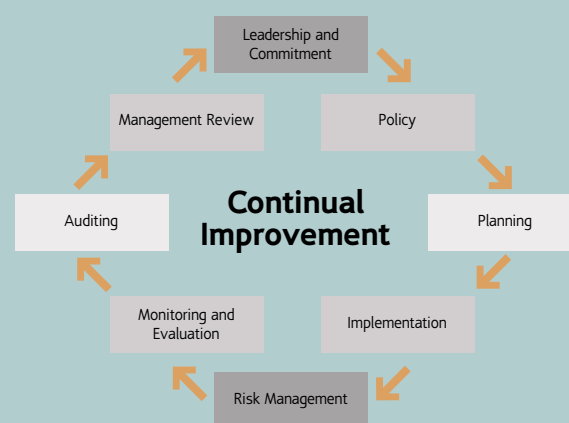 Leadership and
Commitment
Management Review
Policy
Continual
Improvement
Auditing
Planning
Monitoring and
Evaluation
Implementation
Risk Management